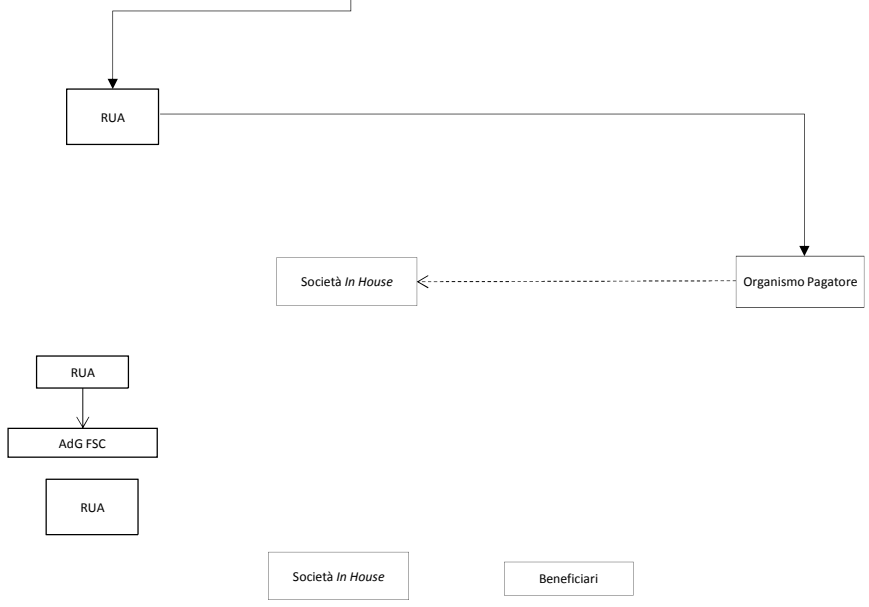 RUA
Società In House
Organismo Pagatore
RUA
AdG FSC
RUA
Società In House
Beneficiari